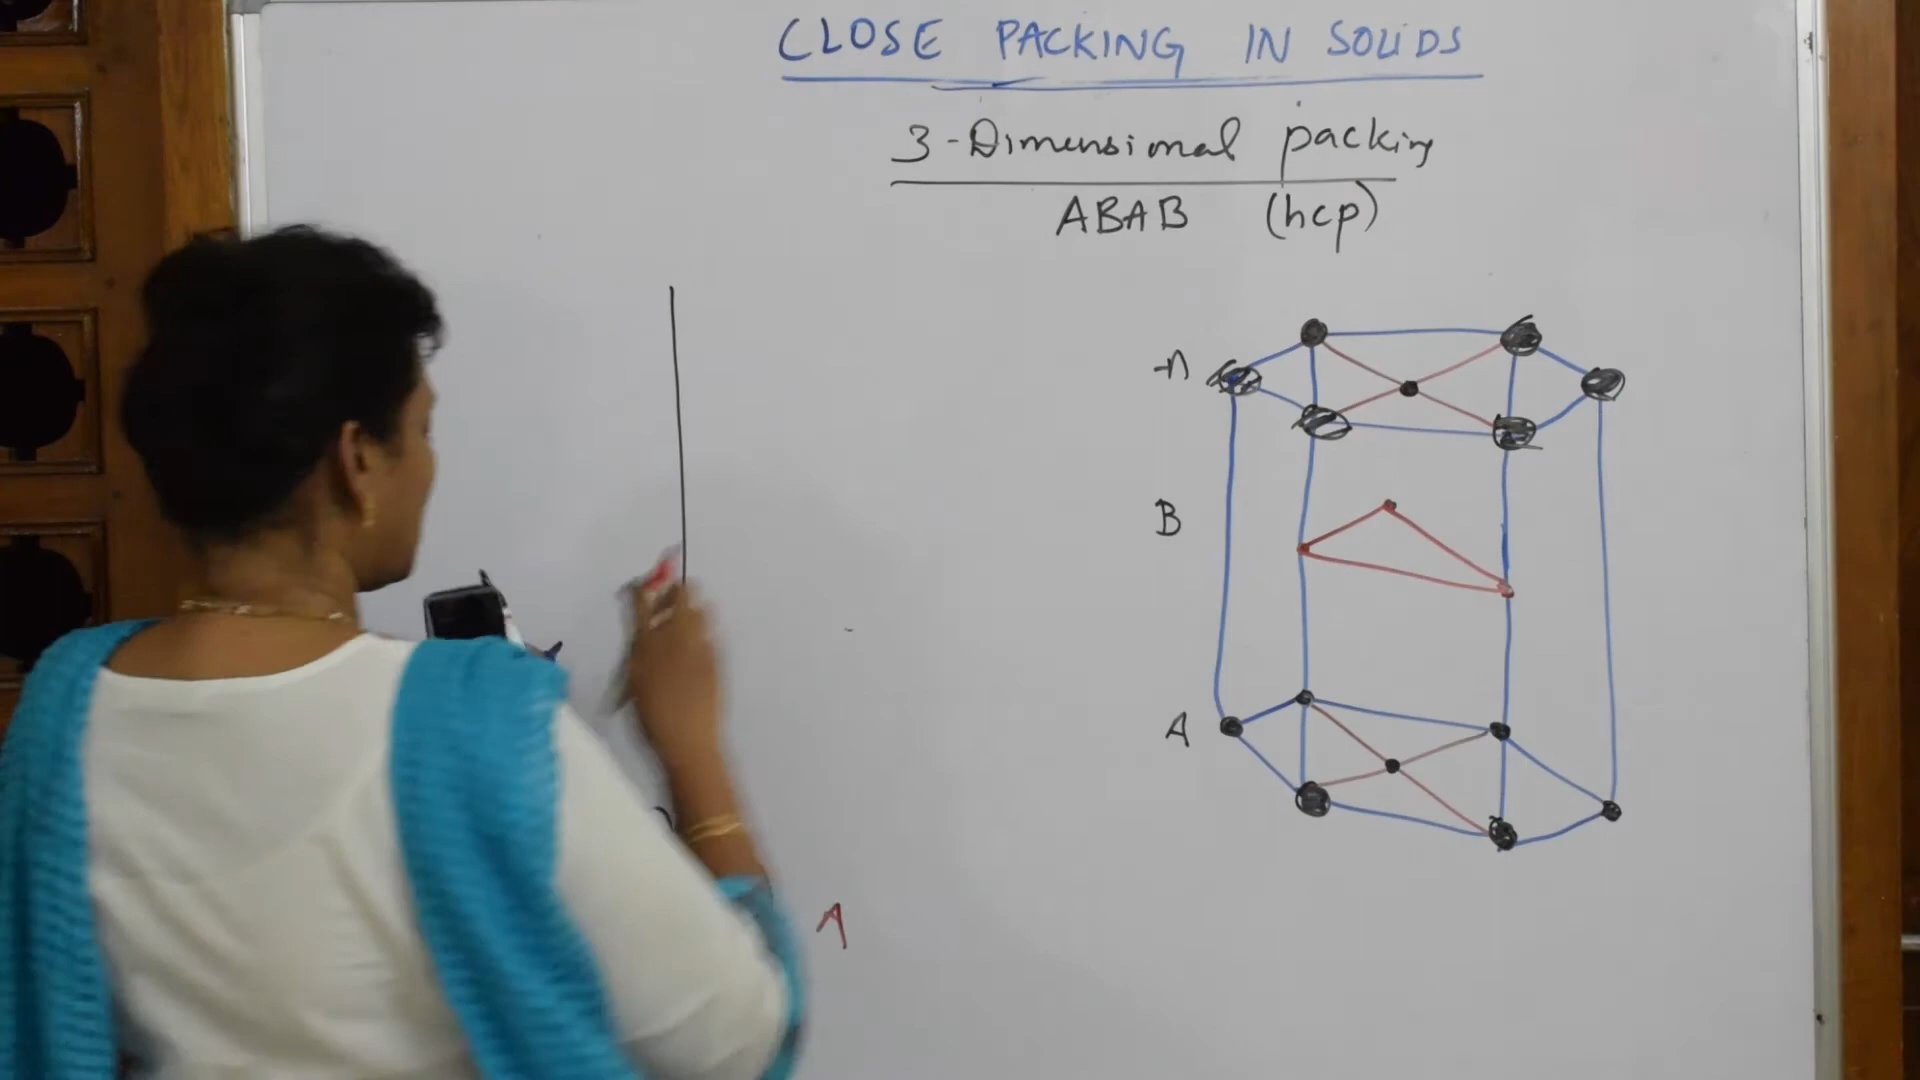 CLOSE PACKING IN SOLIDS
3-Dimensional packing
ABAB (hcp)
A
B
A
A